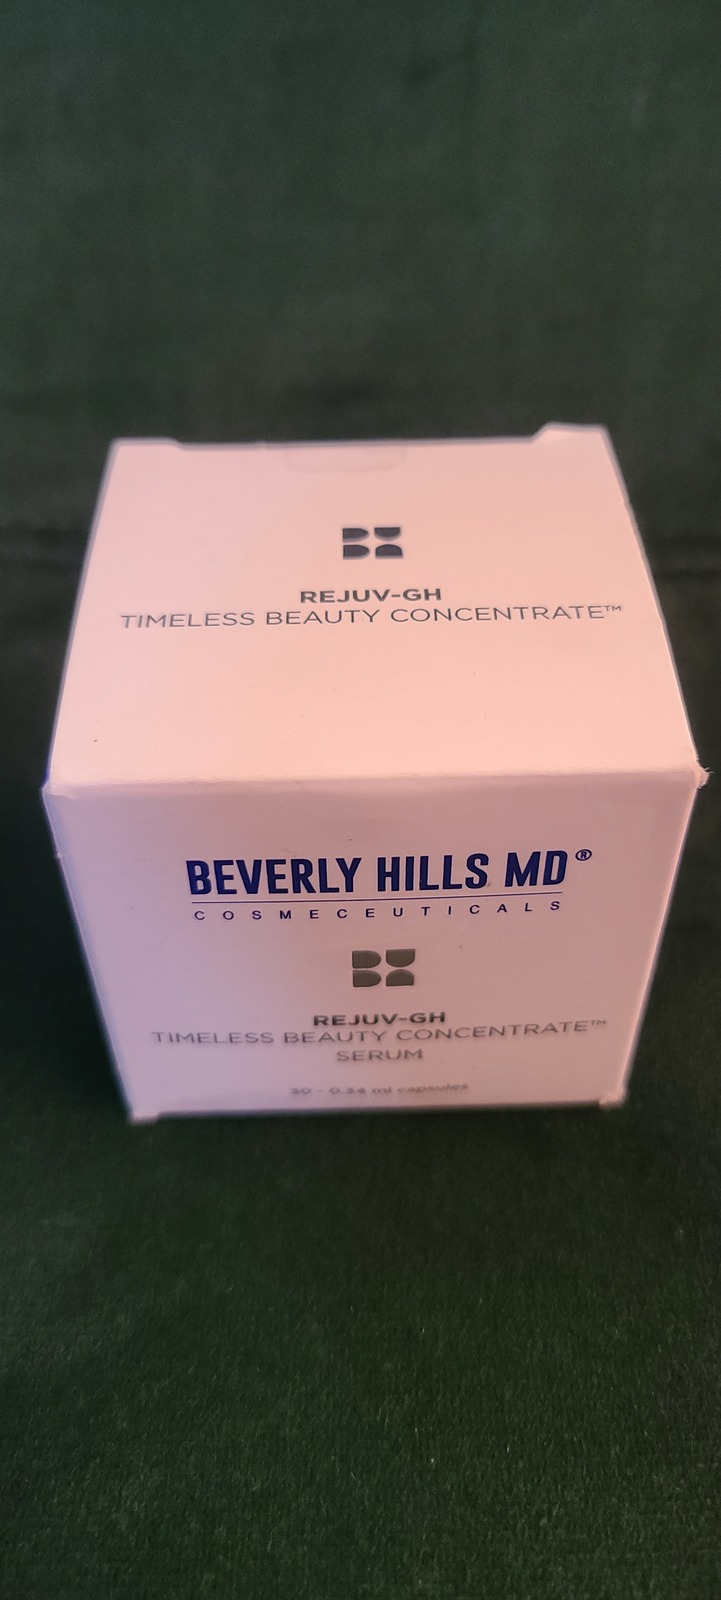 REJUV-GH
TIMELESS BEAUTY CONCENTRATE™
BEVERLY HILLS MD®
COSMECEUTICALS
REJUV-GH
TIMELESS BEAUTY CONCENTRATE™
SERUM
30 - 0.34 ml capsules